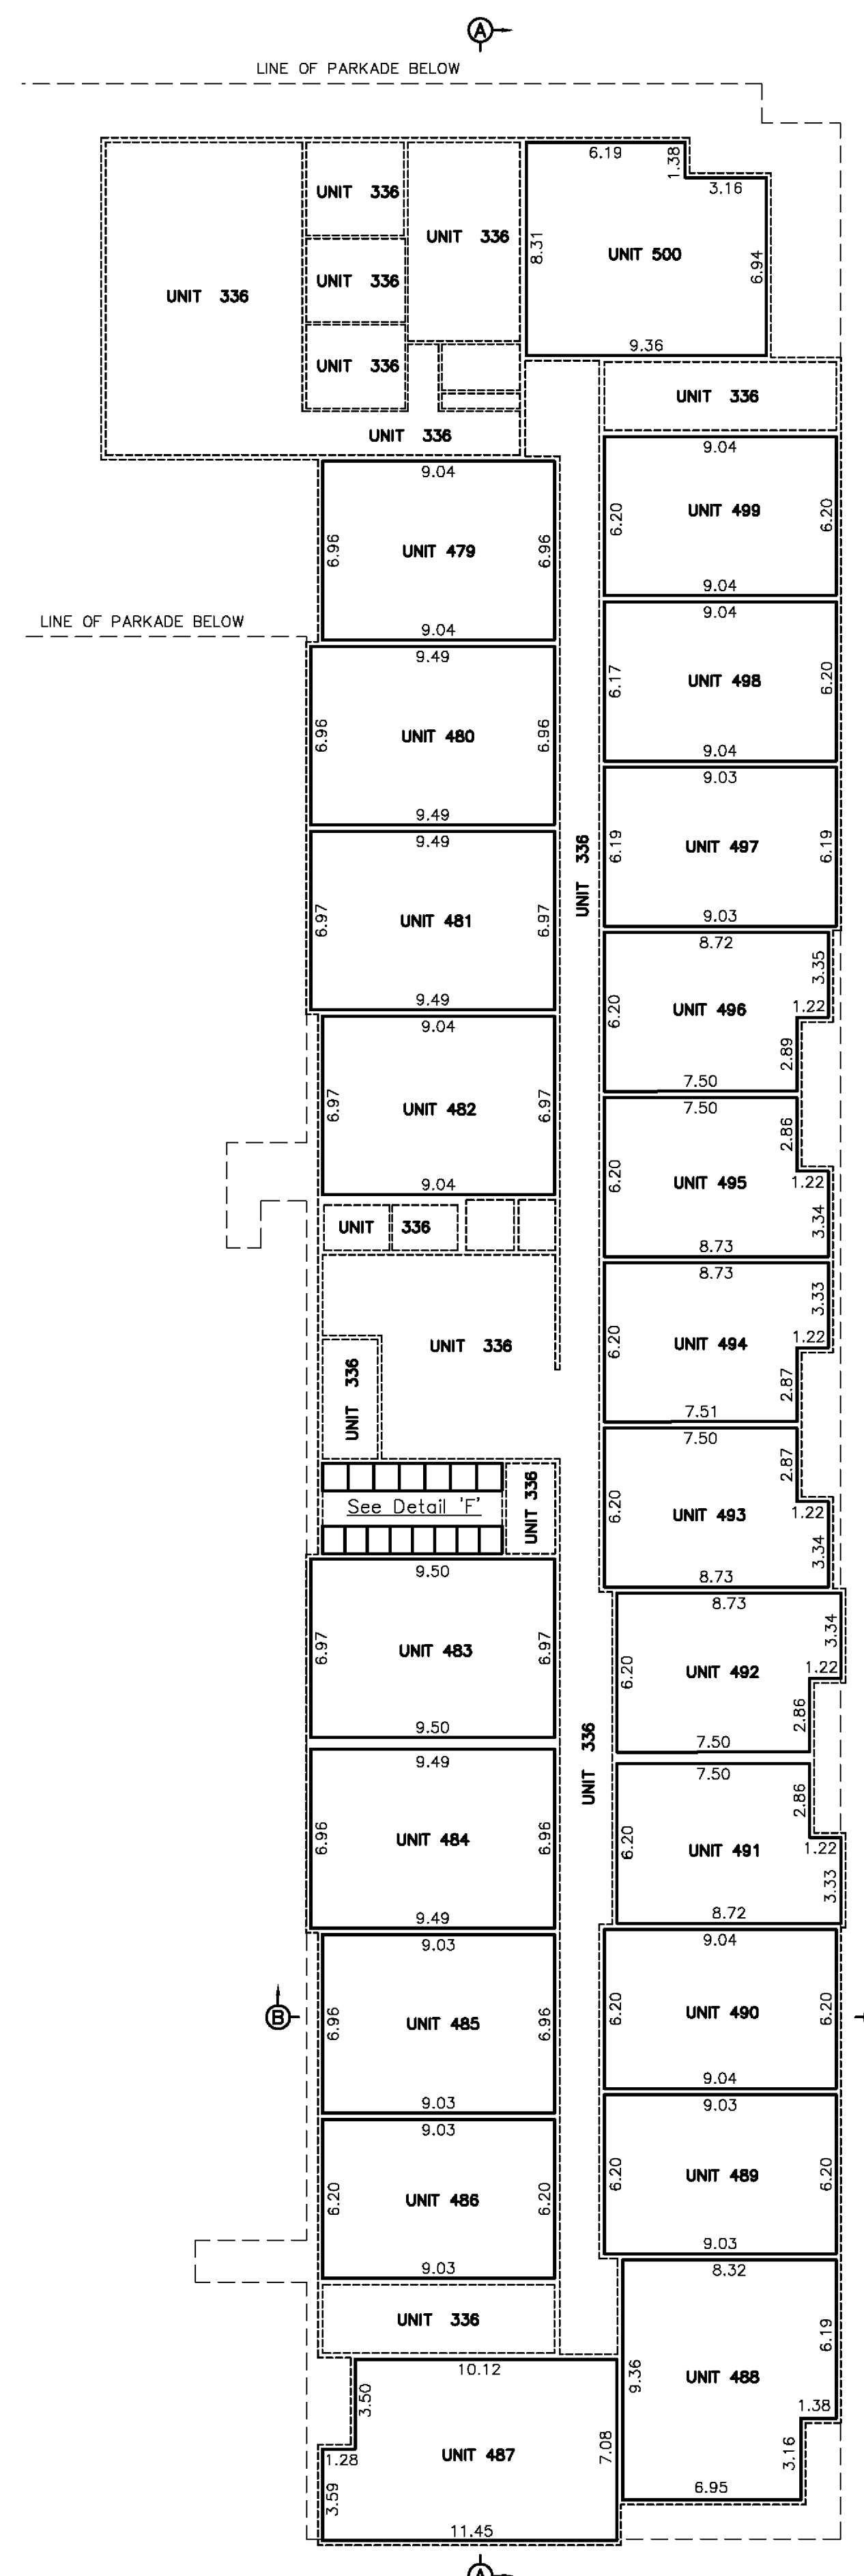 A
LINE OF PARKADE BELOW
6.19
1.38
3.16
UNIT 336
UNIT 336
8.31
UNIT 500
6.94
UNIT 336
UNIT 336
UNIT 336
9.36
UNIT 336
UNIT 336
9.04
6.96
UNIT 479
6.96
9.04
9.04
6.20
UNIT 499
6.20
9.04
LINE OF PARKADE BELOW
9.49
6.96
UNIT 480
6.96
9.49
9.04
6.17
UNIT 498
6.20
9.04
9.49
6.97
UNIT 481
6.97
9.49
UNIT 336
9.03
6.19
UNIT 497
6.19
9.03
9.04
6.97
UNIT 482
6.97
9.04
8.72
3.35
6.20
UNIT 496
1.22
2.89
7.50
UNIT 336
7.50
2.86
6.20
UNIT 495
1.22
3.34
8.73
UNIT 336
UNIT 336
8.73
3.33
6.20
UNIT 494
1.22
2.87
7.51
See Detail 'F'
UNIT 336
7.50
2.87
6.20
UNIT 493
1.22
3.34
8.73
9.50
6.97
UNIT 483
6.97
9.50
8.73
3.34
6.20
UNIT 492
1.22
2.86
7.50
UNIT 336
9.49
6.96
UNIT 484
6.96
9.49
7.50
2.86
6.20
UNIT 491
1.22
3.33
8.72
9.03
6.96
UNIT 485
6.96
9.03
9.04
6.20
UNIT 490
6.20
9.04
B
9.03
6.20
UNIT 486
6.20
9.03
9.03
6.20
UNIT 489
6.20
9.03
UNIT 336
8.32
6.19
9.36
UNIT 488
1.38
3.16
6.95
10.12
3.50
1.28
UNIT 487
7.08
3.59
11.45
A